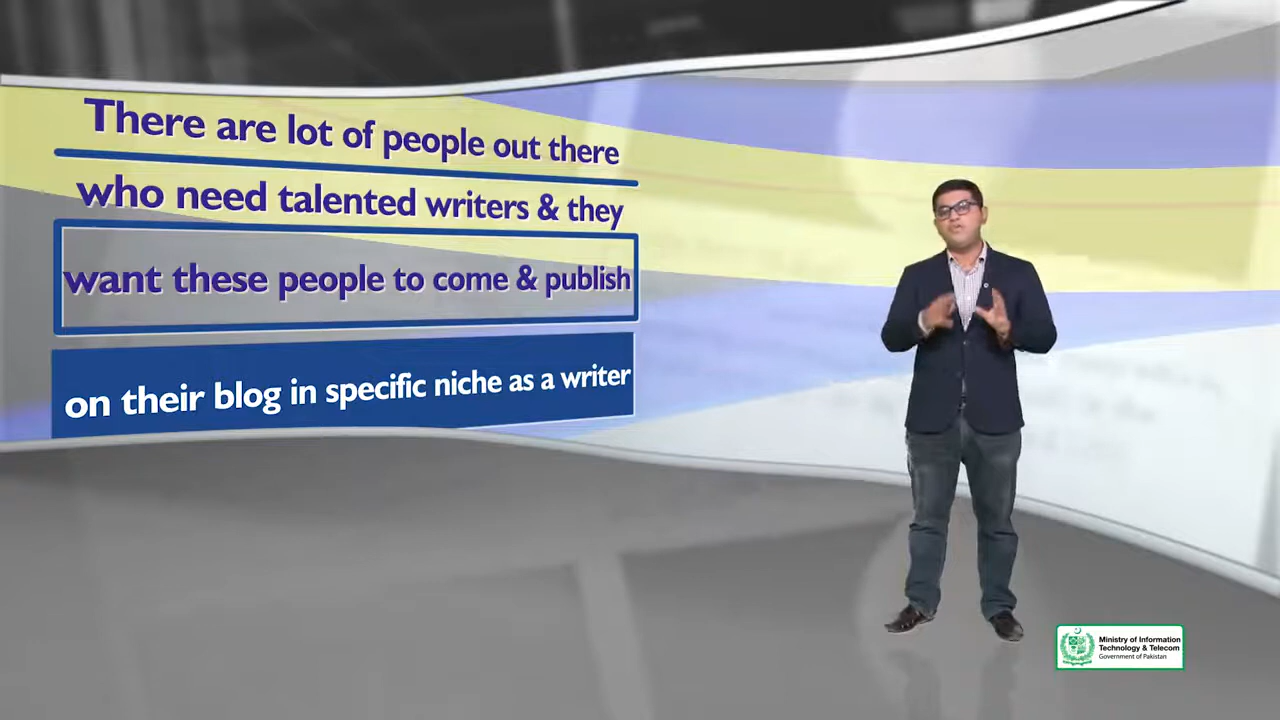 There are lot of people out there
who need talented writers & they
want these people to come & publish
on their blog in specific niche as a writer
Ministry of Information
Technology & Telecom
Government of Pakistan